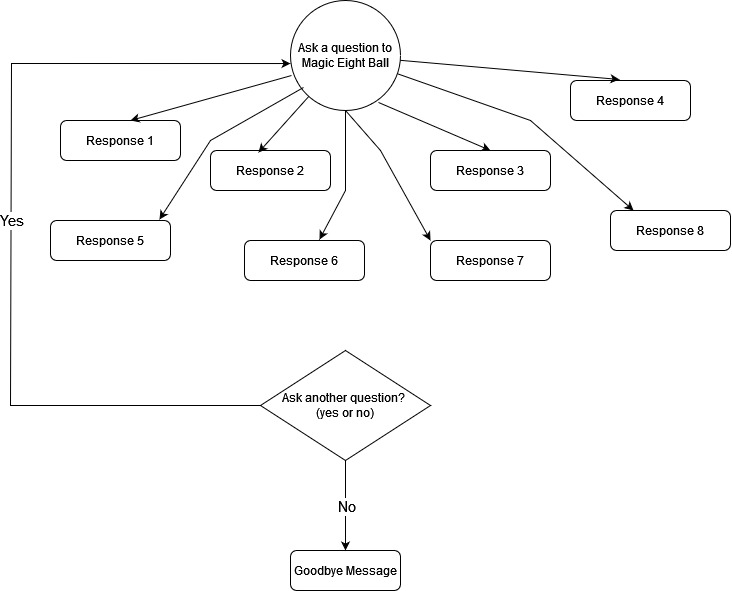 Ask a question to
Magic Eight Ball
Response 4
Response 1
Response 2
Response 3
Yes
Response 5
Response 6
Response 7
Response 8
Ask another question?
(yes or no)
No
Goodbye Message